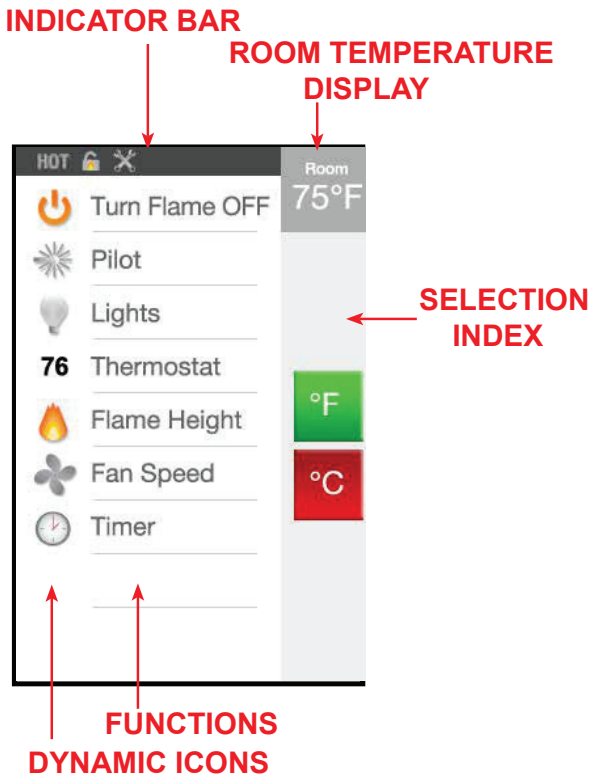 INDICATOR BAR
ROOM TEMPERATURE
DISPLAY
HOT
Room
75°F
Turn Flame OFF
Pilot
Lights
SELECTION
INDEX
76 Thermostat
°F
Flame Height
Fan Speed
°C
Timer
FUNCTIONS
DYNAMIC ICONS